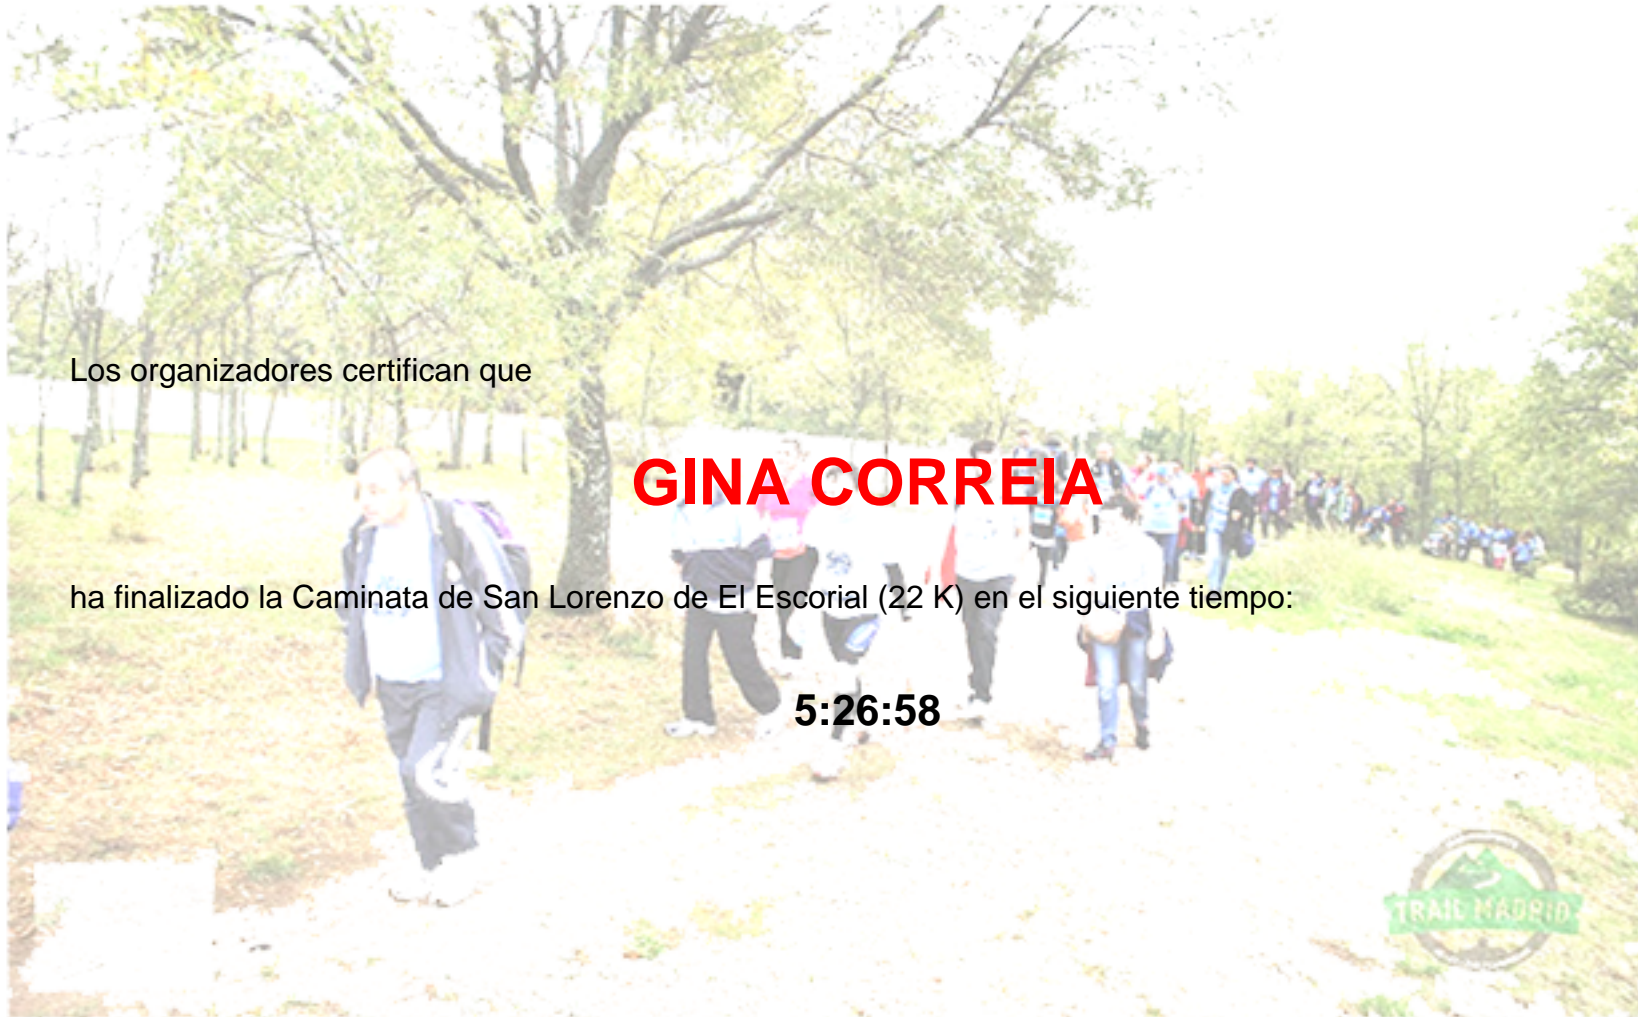 Los organizadores certifican que
GINA CORREIA
ha finalizado la Caminata de San Lorenzo de El Escorial (22 K) en el siguiente tiempo:
5:26:58
TRAIL MADRID